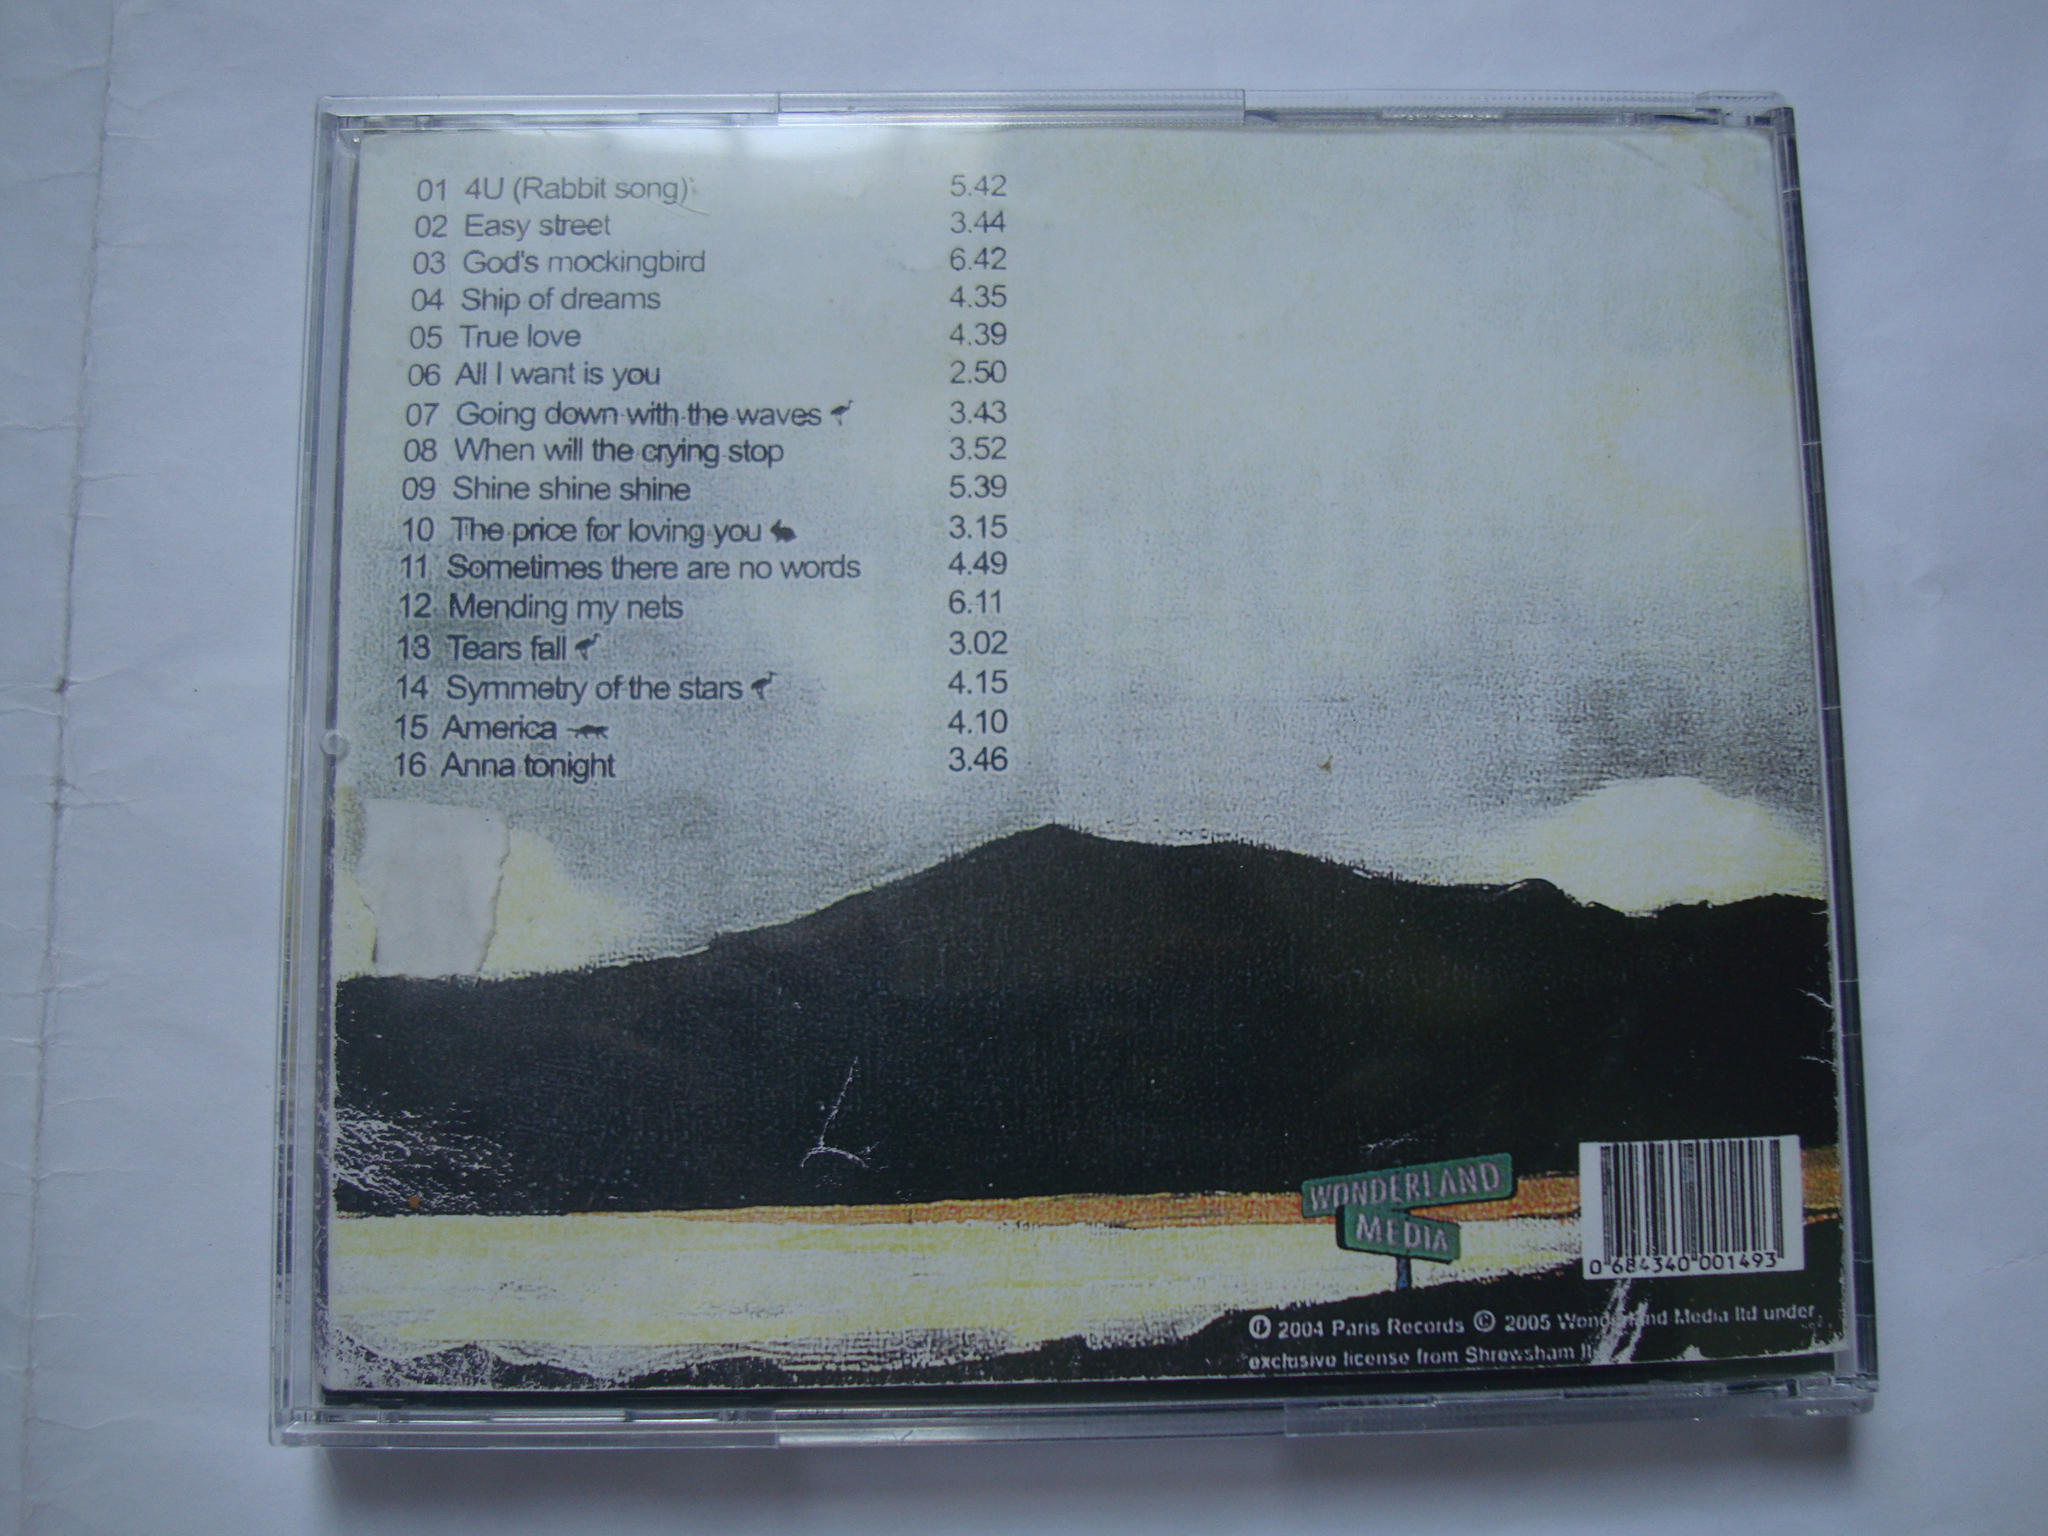 01 4U (Rabbit song) 5.42
02 Easy street 3.44
03 God's mockingbird 6.42
04 Ship of dreams 4.35
05 True love 4.39
06 All I want is you 2.50
07 Going down with the waves 3.43
08 When will the crying stop 3.52
09 Shine shine shine 5.39
10 The price for loving you 3.15
11 Sometimes there are no words 4.49
12 Mending my nets 6.11
13 Tears fall 3.02
14 Symmetry of the stars 4.15
15 America 4.10
16 Anna tonight 3.46
WONDERLAND
MEDIA
0 684340 001493
℗ 2004 Paris Records © 2005 Wonderland Media ltd under
exclusive license from Shrewsham